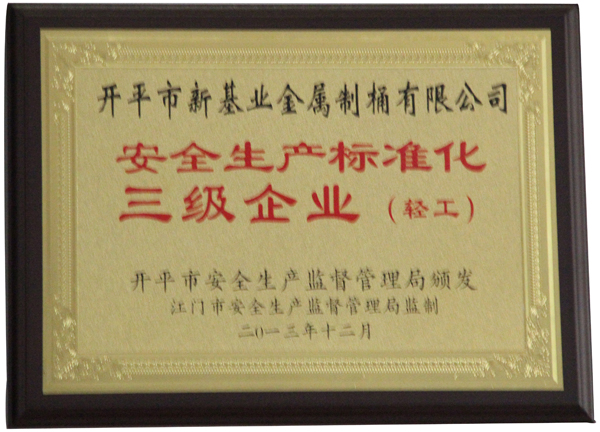 开平市新基业金属制桶有限公司
安全生产标准化
三级企业（轻工）
开平市安全生产监督管理局颁发
江门市安全生产监督管理局监制
二O一三年十二月